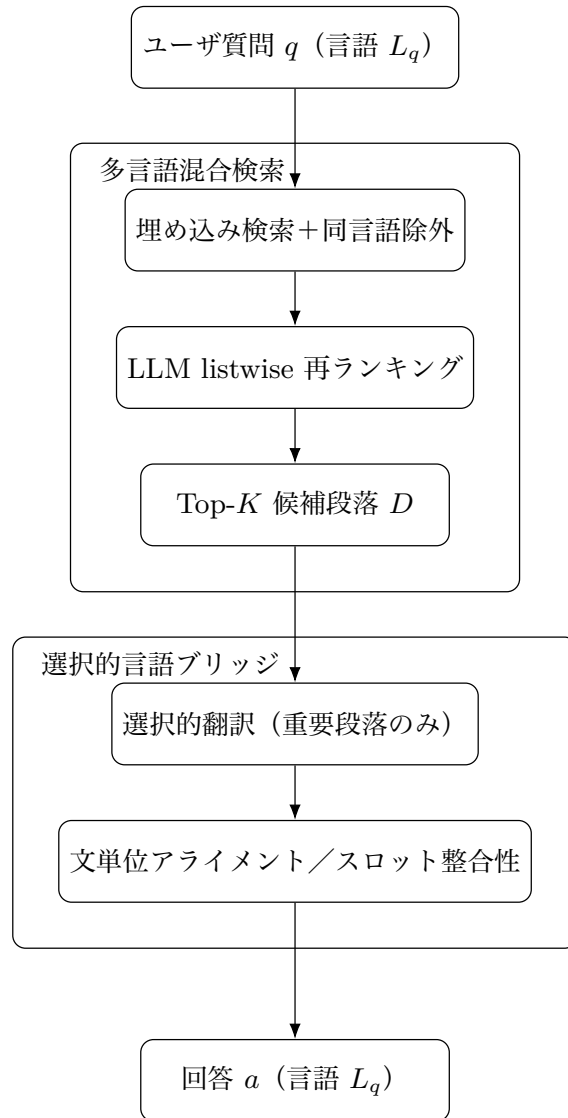 ユーザ質問 q（言語 L_q）
多言語混合検索
埋め込み検索＋同言語除外
LLM listwise 再ランキング
Top-K 候補段落 D
選択的言語ブリッジ
選択的翻訳（重要段落のみ）
文単位アライメント／スロット整合性
回答 a（言語 L_q）